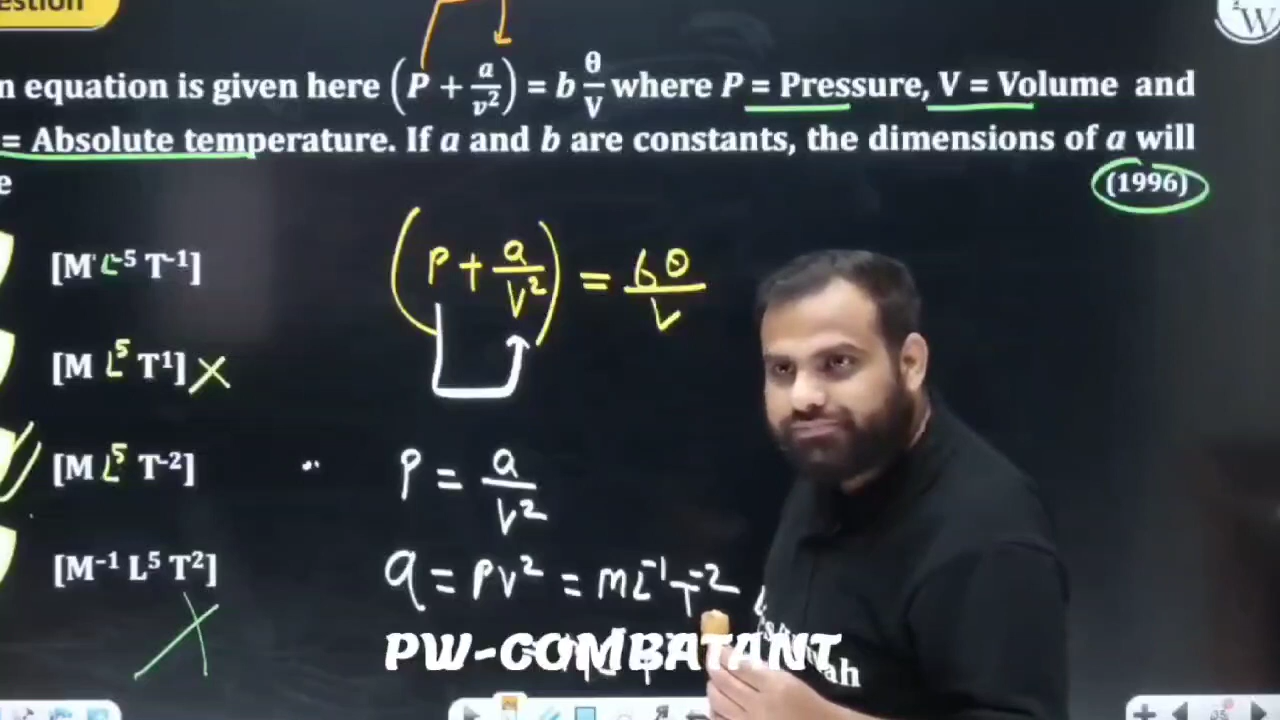 estion
W
n equation is given here (P + a/v²) = b θ/V where P = Pressure, V = Volume and
= Absolute temperature. If a and b are constants, the dimensions of a will
e
(1996)
[M L⁻⁵ T⁻¹]
(P + a/V²) = bθ/V
[M L⁵ T¹] ×
[M L⁵ T⁻²]
P = a/V²
[M⁻¹ L⁵ T²]
a = PV² = ML⁻¹T⁻²
PW-COMBATANT
ah